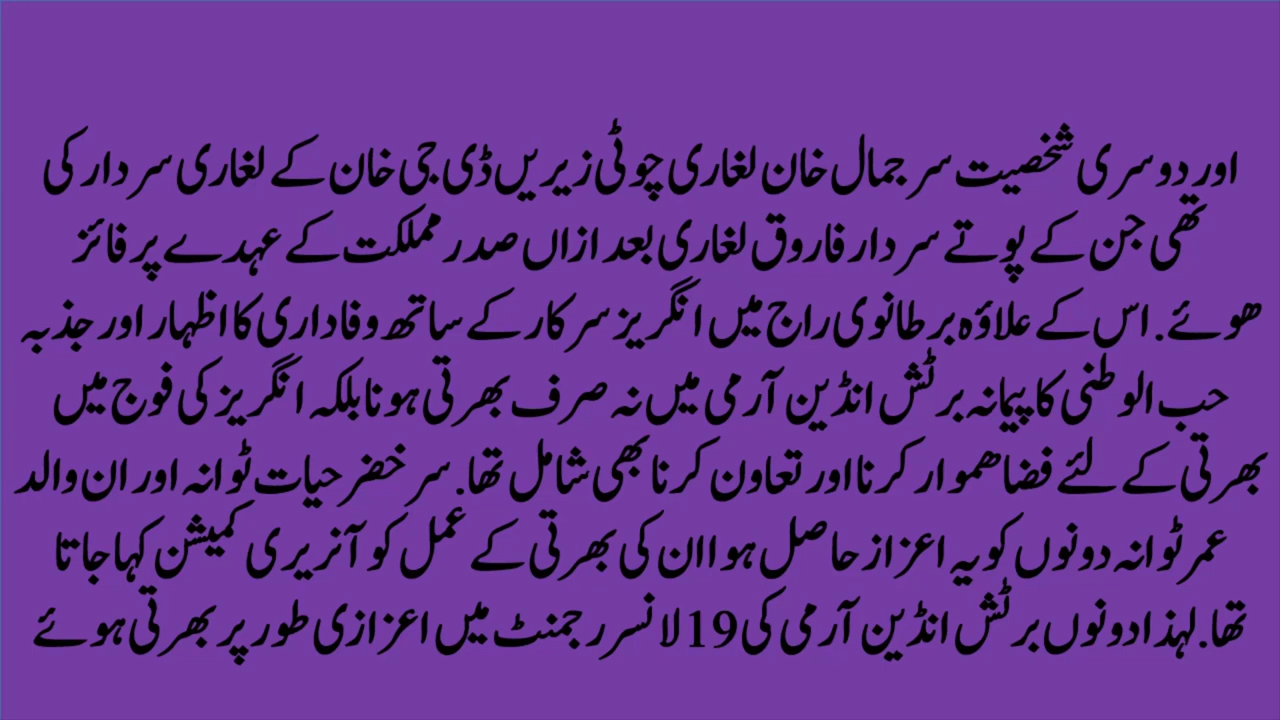 اور دوسری شخصیت سر جمال خان لغاری چوٹی زیریں ڈی جی خان کے لغاری سردار کی
تھی جن کے پوتے سردار فاروق لغاری بعد ازاں صدر مملکت کے عہدے پر فائز
ھوئے. اس کے علاؤہ برطانوی راج میں انگریز سرکار کے ساتھ وفاداری کا اظہار اور جذبہ
حب الوطنی کا پیمانہ برٹش انڈین آرمی میں نہ صرف بھرتی ہونا بلکہ انگریز کی فوج میں
بھرتی کے لئے فضا ھموار کرنا اور تعاون کرنا بھی شامل تھا. سر خضر حیات ٹوانہ اور ان والد
عمر ٹوانہ دونوں کو یہ اعزاز حاصل ہوا ان کی بھرتی کے عمل کو آنریری کمیشن کہا جاتا
تھا. لہذا دونوں برٹش انڈین آرمی کی 19 لانسر رجمنٹ میں اعزازی طور پر بھرتی ہوئے